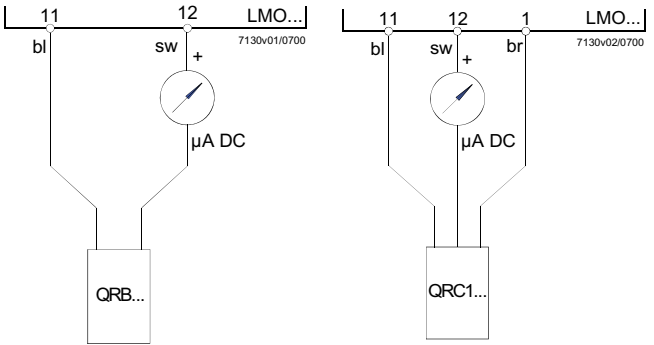 11 12 LMO...
bl sw 7130v01/0700
+
µA DC
QRB...
11 12 1 LMO...
bl sw br 7130v02/0700
+
µA DC
QRC1...